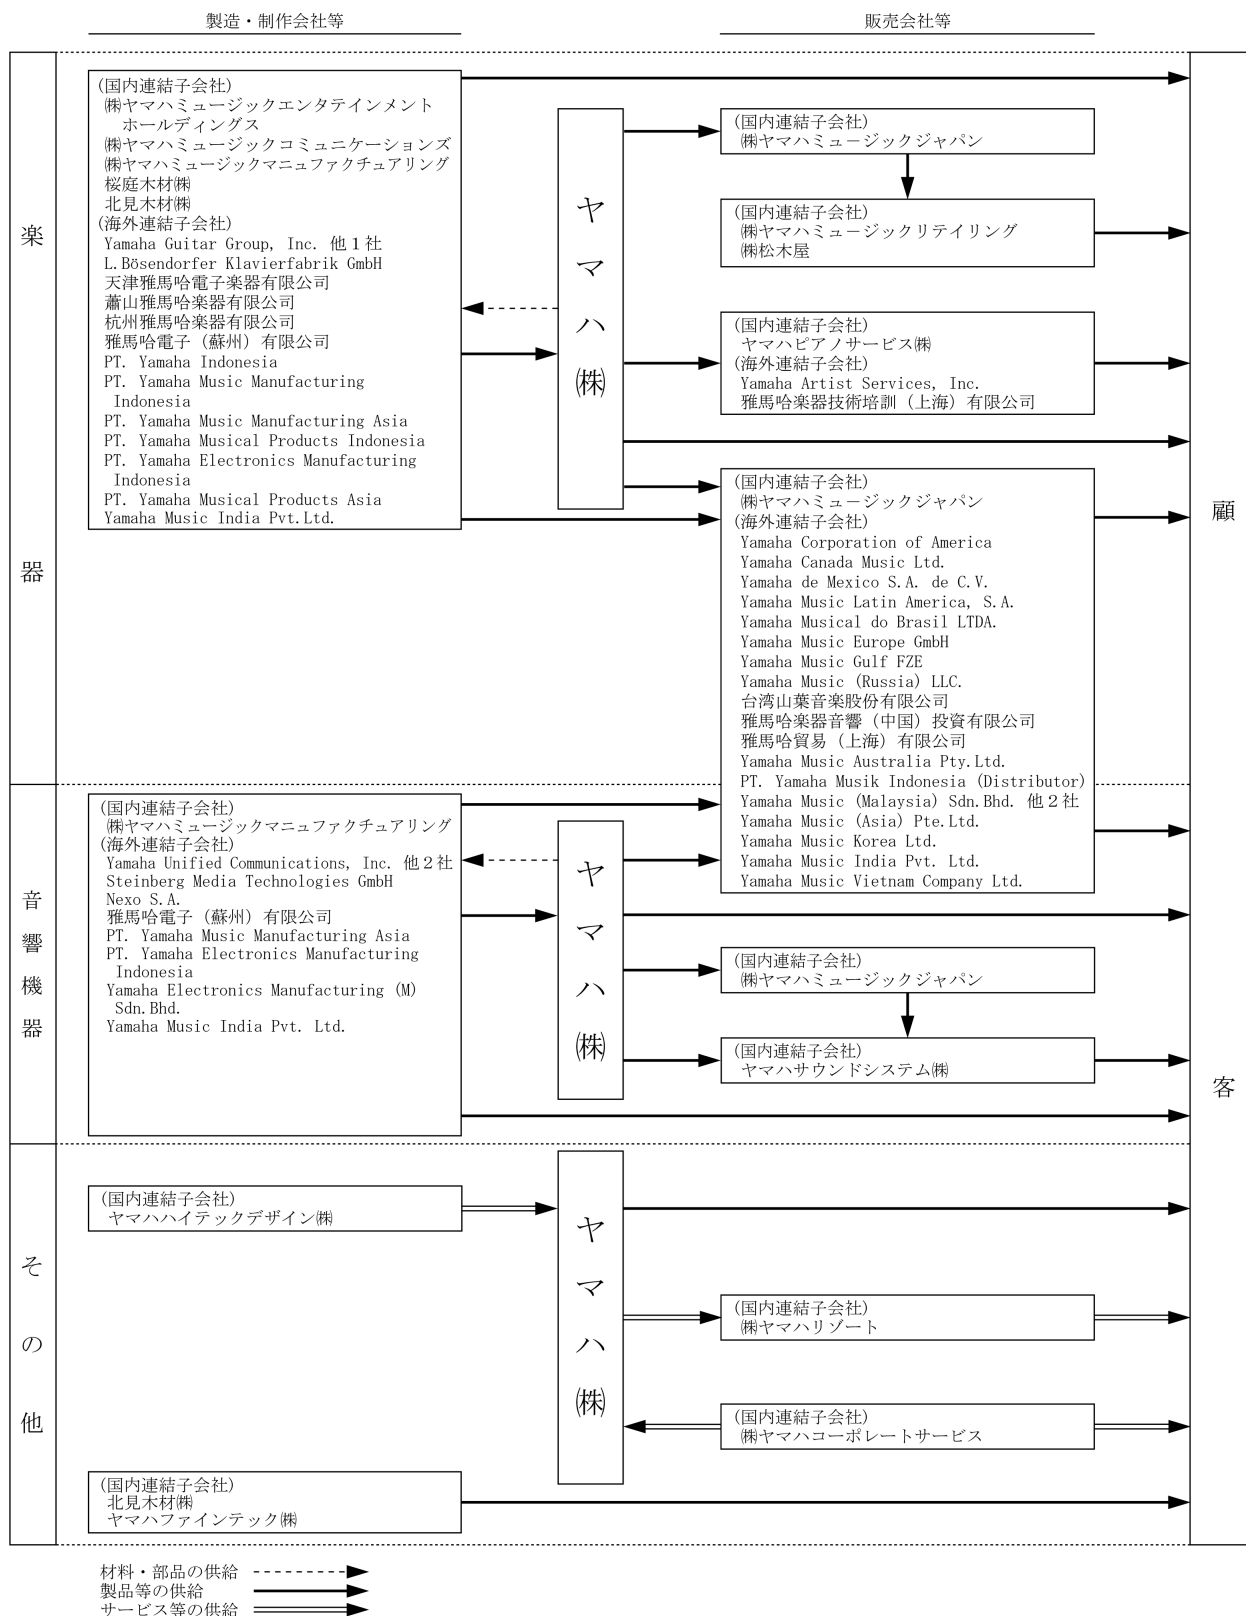 製造・制作会社等
販売会社等
楽器
(国内連結子会社)
㈱ヤマハミュージックエンタテインメント
ホールディングス
㈱ヤマハミュージックコミュニケーションズ
㈱ヤマハミュージックマニュファクチュアリング
桜庭木材㈱
北見木材㈱
(海外連結子会社)
Yamaha Guitar Group, Inc. 他１社
L.Bösendorfer Klavierfabrik GmbH
天津雅馬哈電子楽器有限公司
蕭山雅馬哈楽器有限公司
杭州雅馬哈楽器有限公司
雅馬哈電子（蘇州）有限公司
PT. Yamaha Indonesia
PT. Yamaha Music Manufacturing
Indonesia
PT. Yamaha Music Manufacturing Asia
PT. Yamaha Musical Products Indonesia
PT. Yamaha Electronics Manufacturing
Indonesia
PT. Yamaha Musical Products Asia
Yamaha Music India Pvt.Ltd.
ヤマハ㈱
(国内連結子会社)
㈱ヤマハミュージックジャパン
(国内連結子会社)
㈱ヤマハミュージックリテイリング
㈱松木屋
(国内連結子会社)
ヤマハピアノサービス㈱
(海外連結子会社)
Yamaha Artist Services, Inc.
雅馬哈楽器技術培訓（上海）有限公司
(国内連結子会社)
㈱ヤマハミュージックジャパン
(海外連結子会社)
Yamaha Corporation of America
Yamaha Canada Music Ltd.
Yamaha de Mexico S.A. de C.V.
Yamaha Music Latin America, S.A.
Yamaha Musical do Brasil LTDA.
Yamaha Music Europe GmbH
Yamaha Music Gulf FZE
Yamaha Music (Russia) LLC.
台湾山葉音楽股份有限公司
雅馬哈楽器音響（中国）投資有限公司
雅馬哈貿易（上海）有限公司
Yamaha Music Australia Pty.Ltd.
PT. Yamaha Musik Indonesia (Distributor)
Yamaha Music (Malaysia) Sdn.Bhd. 他２社
Yamaha Music (Asia) Pte.Ltd.
Yamaha Music Korea Ltd.
Yamaha Music India Pvt. Ltd.
Yamaha Music Vietnam Company Ltd.
顧客
音響機器
(国内連結子会社)
㈱ヤマハミュージックマニュファクチュアリング
(海外連結子会社)
Yamaha Unified Communications, Inc. 他２社
Steinberg Media Technologies GmbH
Nexo S.A.
雅馬哈電子（蘇州）有限公司
PT. Yamaha Music Manufacturing Asia
PT. Yamaha Electronics Manufacturing
Indonesia
Yamaha Electronics Manufacturing (M)
Sdn.Bhd.
Yamaha Music India Pvt. Ltd.
ヤマハ㈱
(国内連結子会社)
㈱ヤマハミュージックジャパン
(国内連結子会社)
ヤマハサウンドシステム㈱
その他
(国内連結子会社)
ヤマハハイテックデザイン㈱
ヤマハ㈱
(国内連結子会社)
㈱ヤマハリゾート
(国内連結子会社)
㈱ヤマハコーポレートサービス
(国内連結子会社)
北見木材㈱
ヤマハファインテック㈱
材料・部品の供給
製品等の供給
サービス等の供給